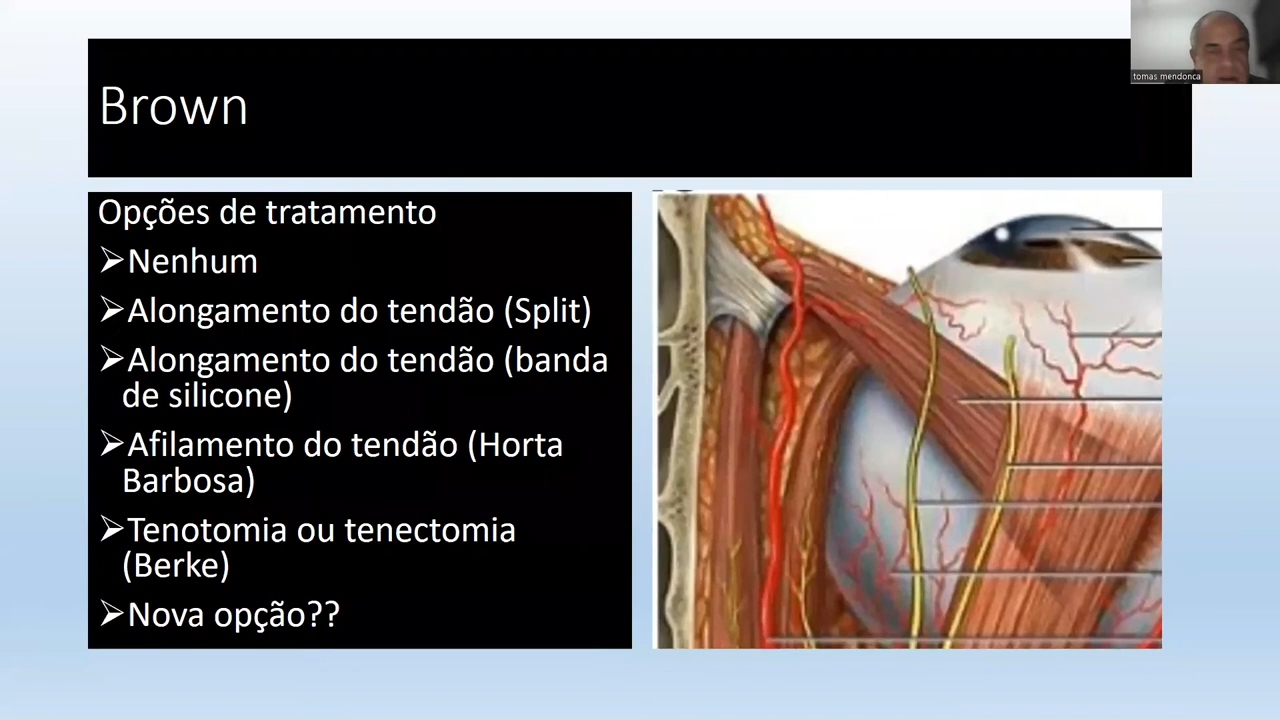 Brown
tomas mendonca
Opções de tratamento
➢Nenhum
➢Alongamento do tendão (Split)
➢Alongamento do tendão (banda
de silicone)
➢Afilamento do tendão (Horta
Barbosa)
➢Tenotomia ou tenectomia
(Berke)
➢Nova opção??